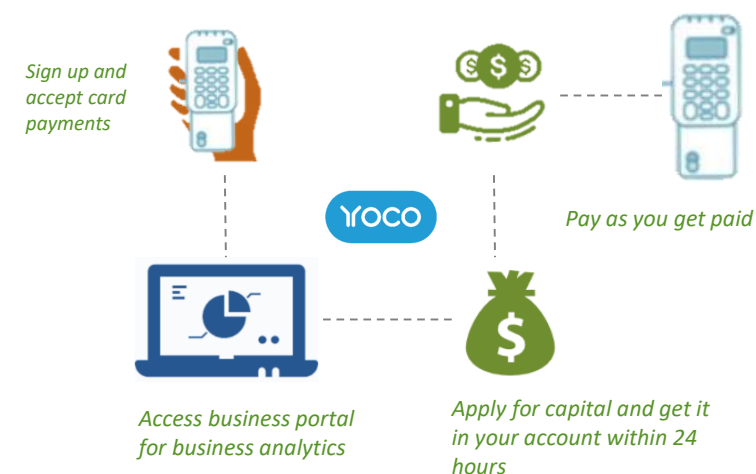 Sign up and
accept card
payments
$ $ $
YOCO
Pay as you get paid
$
Access business portal
for business analytics
Apply for capital and get it
in your account within 24
hours